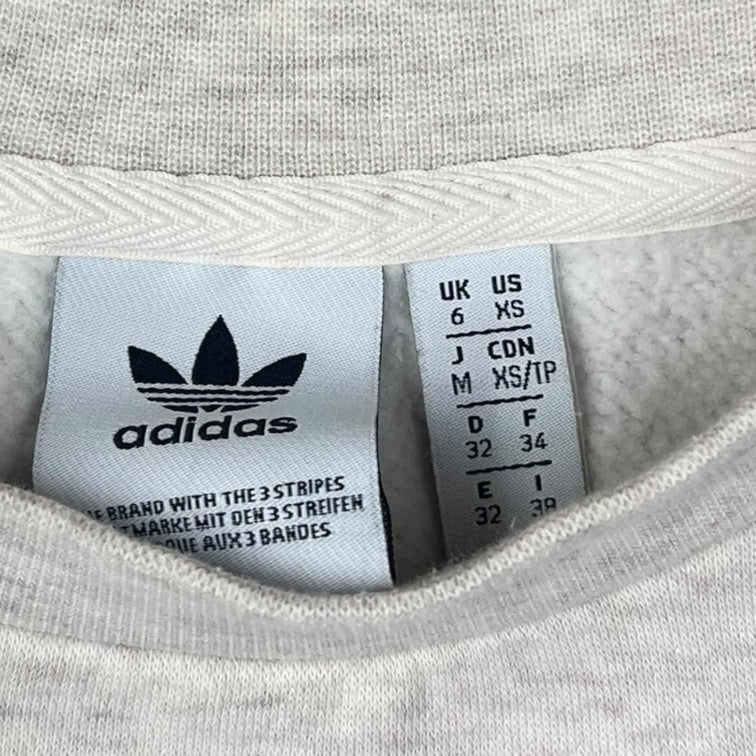 adidas
BRAND WITH THE 3 STRIPES
MARKE MIT DEN 3 STREIFEN
AUX 3 BANDES
UK US
6 XS
J CDN
M XS/TP
D F
32 34
E I
32 38